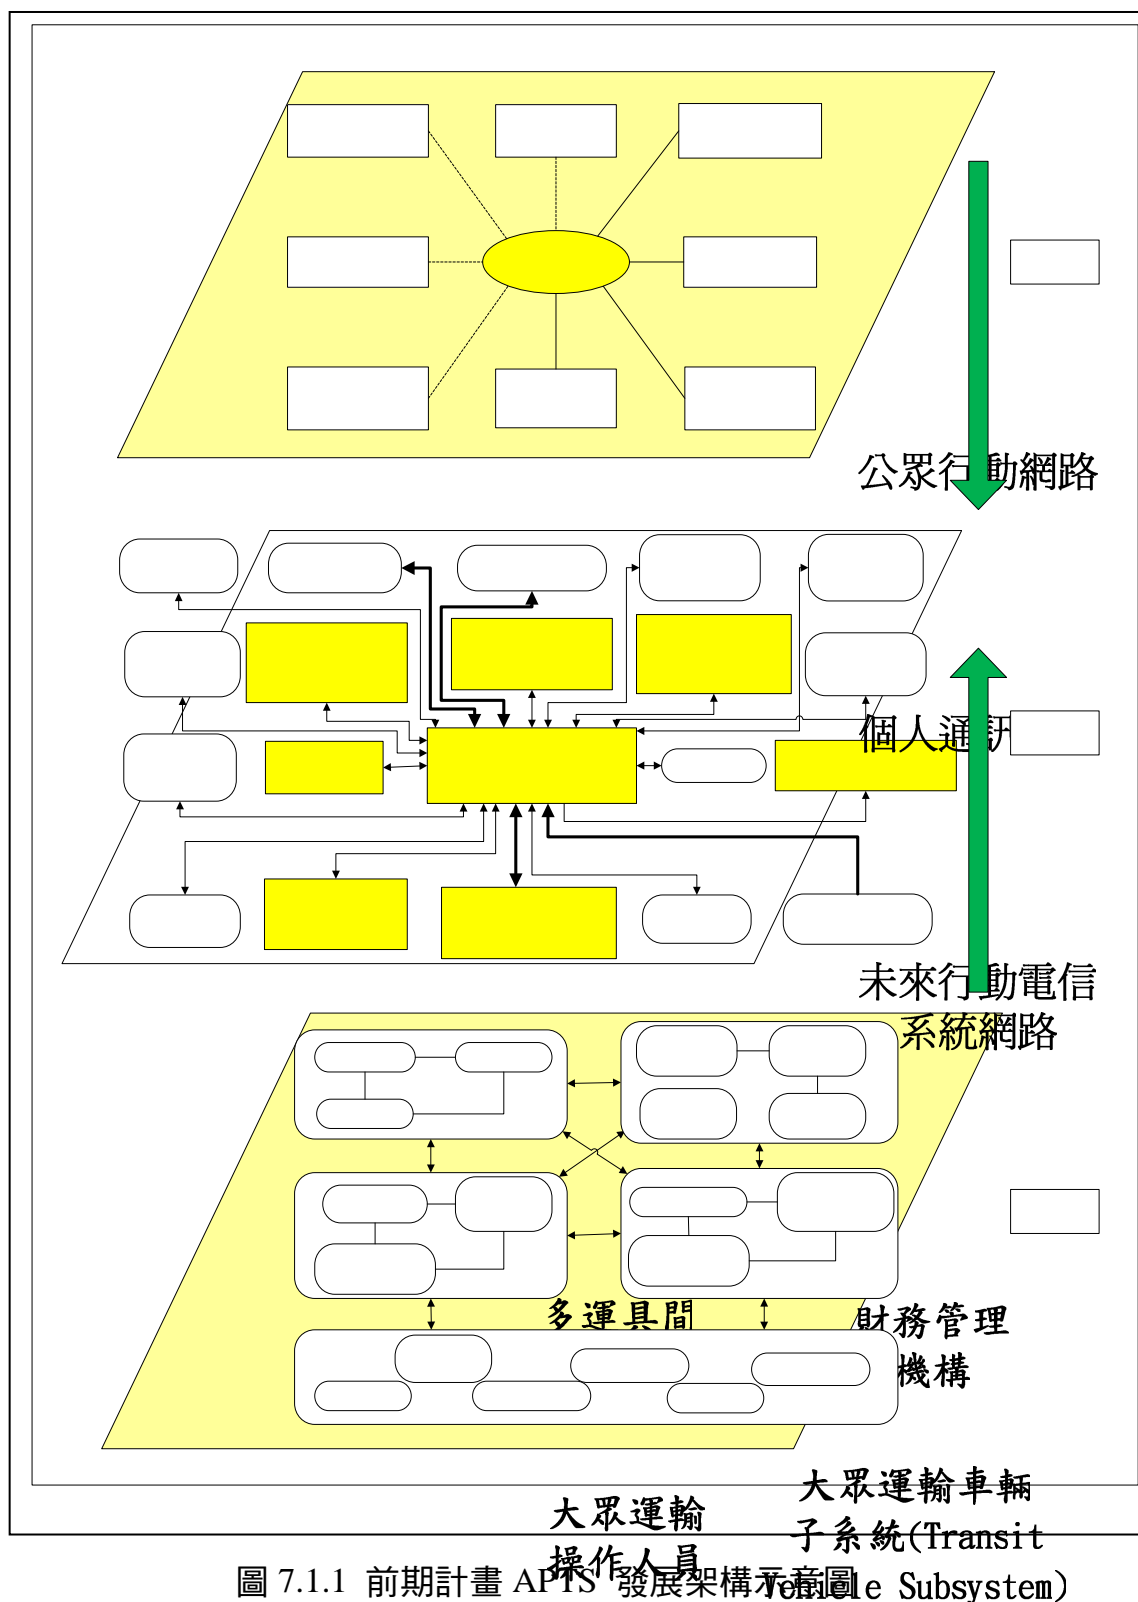 公眾行動網路
個人通訊
未來行動電信
系統網路
多運具間
財務管理
機構
大眾運輸車輛
子系統(Transit
Vehicle Subsystem)
大眾運輸
操作人員
圖 7.1.1 前期計畫 APTS 發展架構示意圖